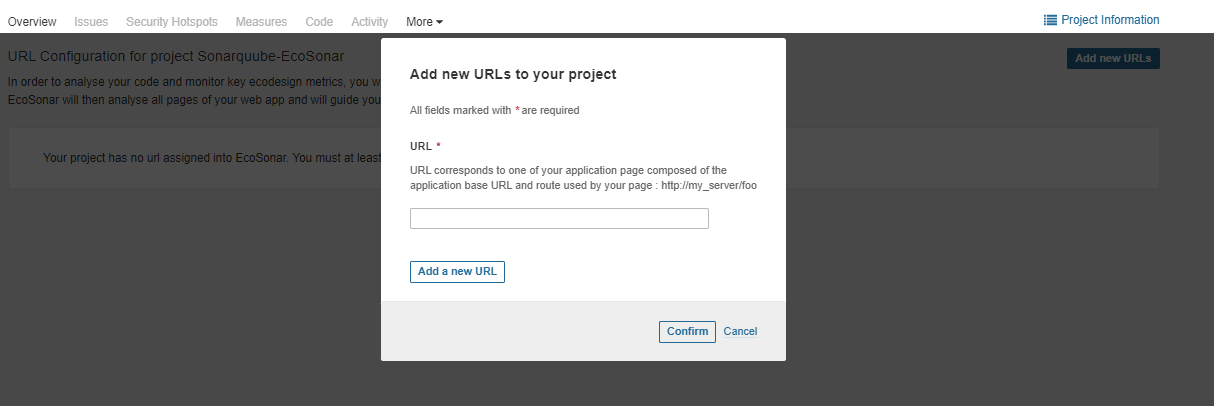 Overview Issues Security Hotspots Measures Code Activity More Project Information
URL Configuration for project Sonarquube-EcoSonar
Add new URLs
In order to analyse your code and monitor key ecodesign metrics, you w
EcoSonar will then analyse all pages of your web app and will guide you
Your project has no url assigned into EcoSonar. You must at least
Add new URLs to your project
All fields marked with * are required
URL *
URL corresponds to one of your application page composed of the
application base URL and route used by your page : http://my_server/foo
Add a new URL
Confirm Cancel